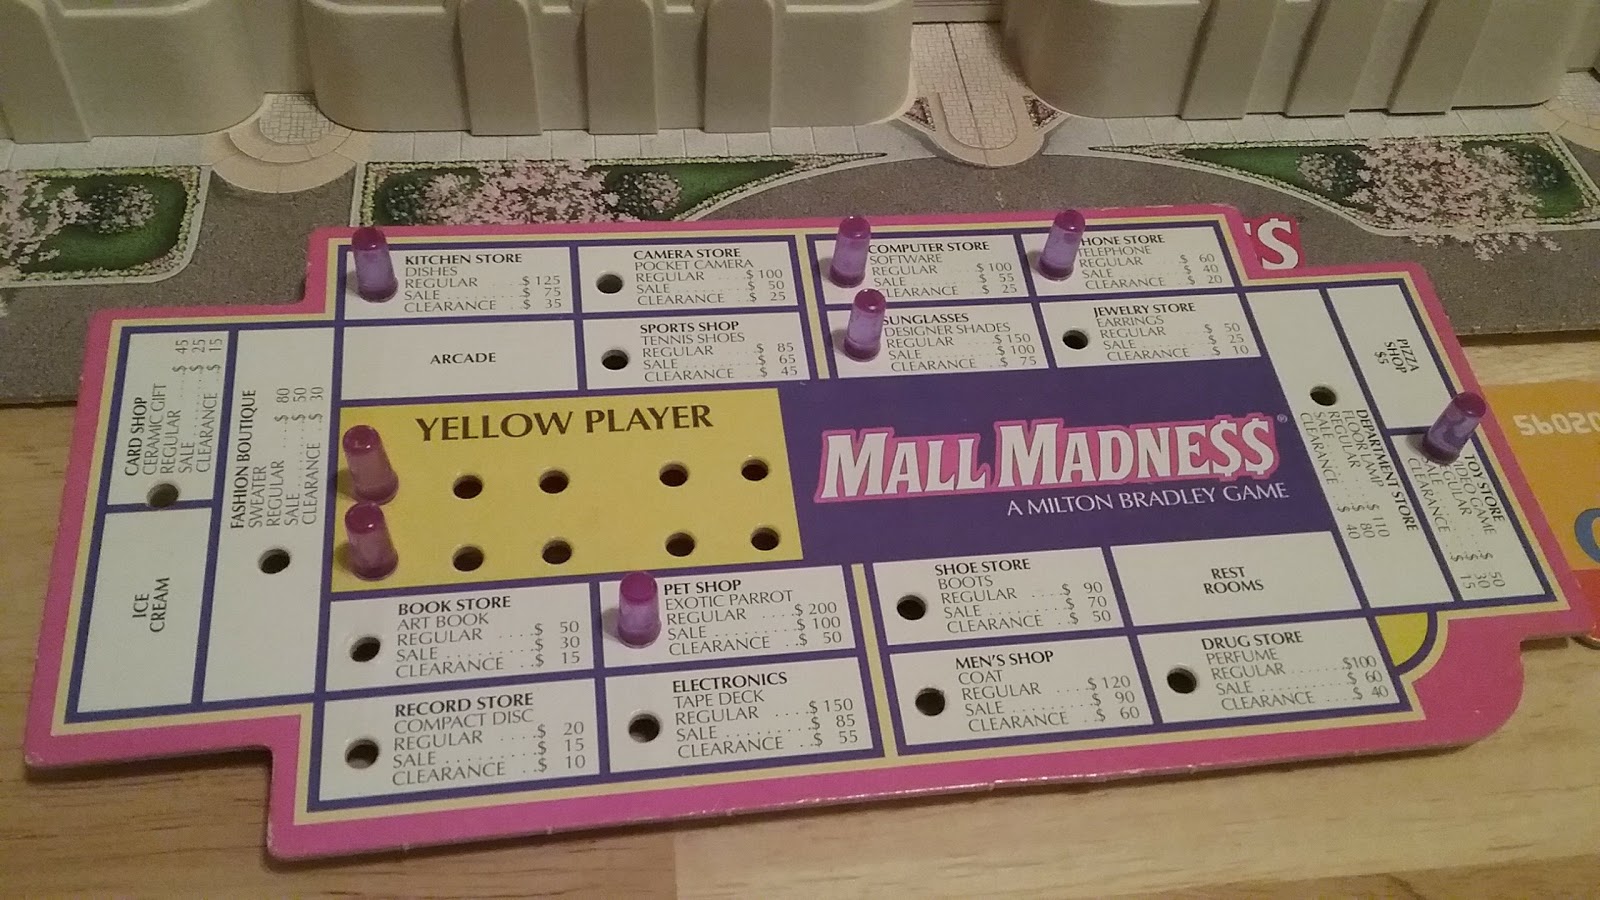 KITCHEN STORE
DISHES
REGULAR ........ $ 125
SALE ........ $ 75
CLEARANCE ..... $ 35
CAMERA STORE
POCKET CAMERA
REGULAR ........ $ 100
SALE ........ $ 50
CLEARANCE ..... $ 25
COMPUTER STORE
SOFTWARE
REGULAR ...... $ 100
SALE ........ $ 55
CLEARANCE .... $ 25
TELEPHONE
REGULAR ...... $ 60
SALE ........ $ 40
CLEARANCE .... $ 20
$S
ARCADE
SPORTS SHOP
TENNIS SHOES
REGULAR ........ $ 85
SALE ........ $ 65
CLEARANCE ..... $ 45
SUNGLASSES
DESIGNER SHADES
REGULAR ...... $ 150
SALE ........ $ 100
CLEARANCE .... $ 75
JEWELRY STORE
EARRINGS
REGULAR ...... $ 50
SALE ........ $ 25
CLEARANCE .... $ 10
CARD SHOP
CERAMIC GIFT
REGULAR ..... $ 45
SALE ........ $ 25
CLEARANCE .. $ 15
ICE
CREAM
FASHION BOUTIQUE
SWEATER
REGULAR ...... $ 80
SALE ........ $ 50
CLEARANCE .... $ 30
YELLOW PLAYER
MALL MADNE$$®
A MILTON BRADLEY GAME
DEPARTMENT STORE
FLOOR LAMP
REGULAR .... $ 110
SALE ....... $ 80
CLEARANCE .. $ 40
PIZZA
SHOP
$5
TOY STORE
VIDEO GAME
REGULAR .... $ 50
SALE ....... $ 30
CLEARANCE .. $ 15
56020
BOOK STORE
ART BOOK
REGULAR ..... $ 50
SALE ........ $ 30
CLEARANCE ... $ 15
PET SHOP
EXOTIC PARROT
REGULAR ..... $ 200
SALE ........ $ 100
CLEARANCE ... $ 50
SHOE STORE
BOOTS
REGULAR ...... $ 90
SALE ........ $ 70
CLEARANCE .... $ 50
REST
ROOMS
RECORD STORE
COMPACT DISC
REGULAR ..... $ 20
SALE ........ $ 15
CLEARANCE ... $ 10
ELECTRONICS
TAPE DECK
REGULAR ..... $ 150
SALE ........ $ 85
CLEARANCE ... $ 55
MEN'S SHOP
COAT
REGULAR ..... $ 120
SALE ........ $ 90
CLEARANCE ... $ 60
DRUG STORE
PERFUME
REGULAR ...... $100
SALE ........ $ 60
CLEARANCE .... $ 40